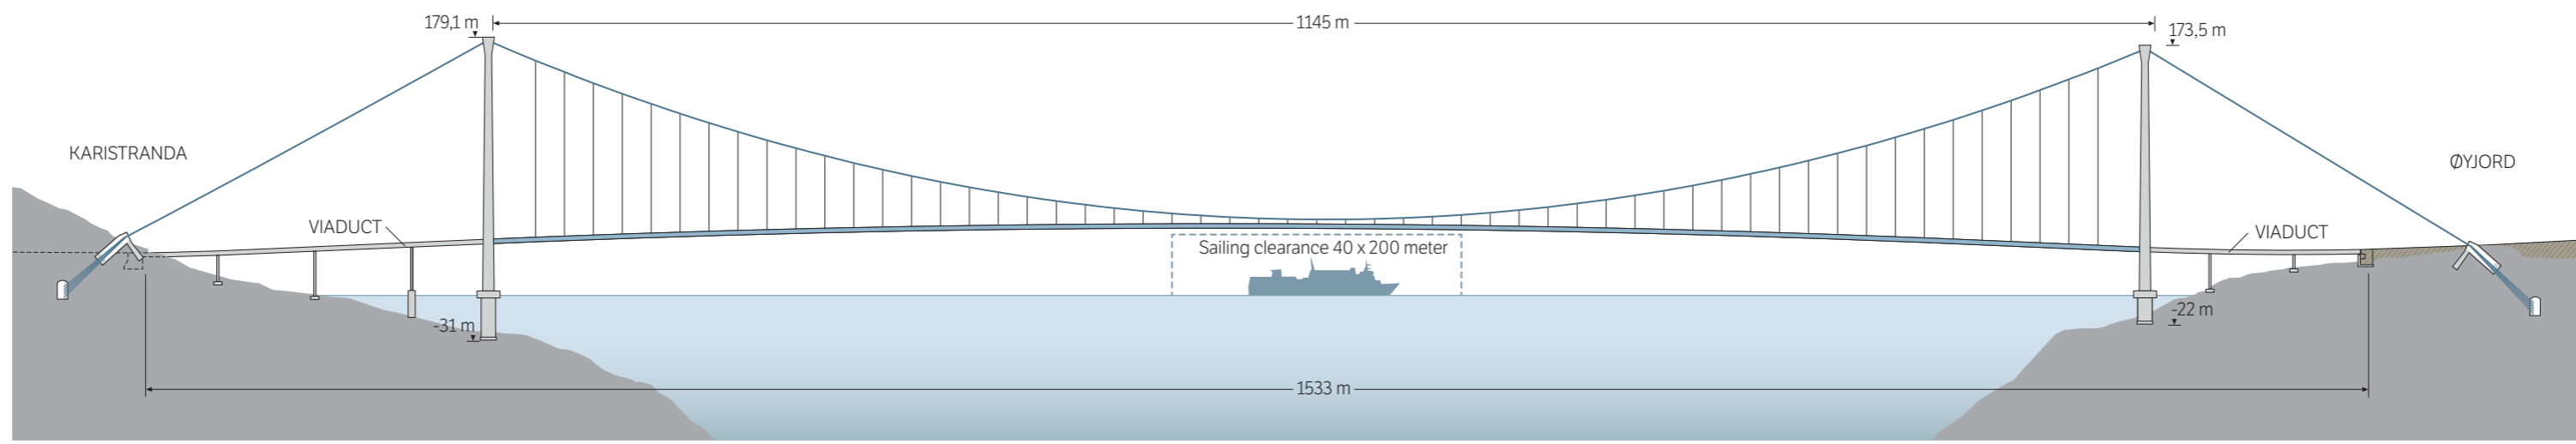 179,1 m
1145 m
173,5 m
KARISTRANDA
ØYJORD
VIADUCT
VIADUCT
Sailing clearance 40 x 200 meter
-31 m
-22 m
1533 m